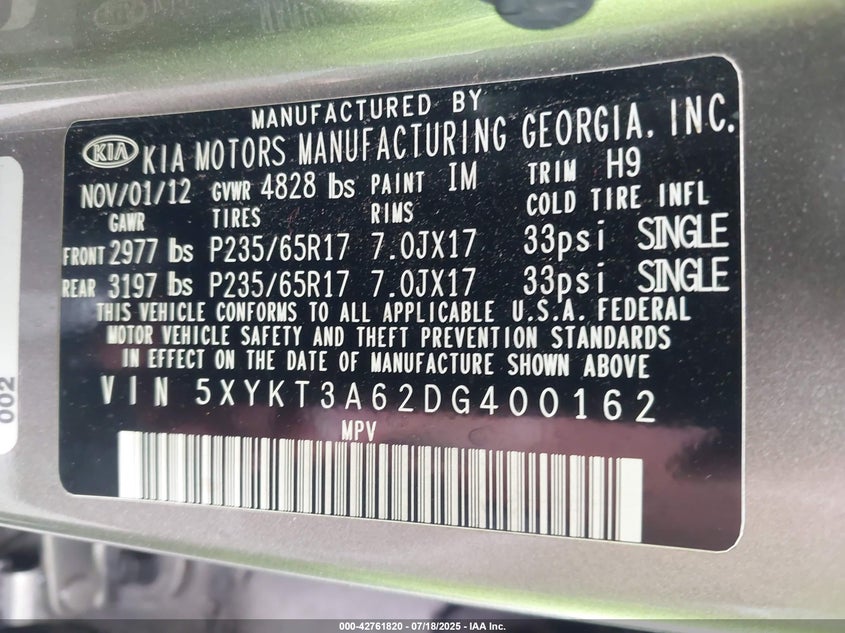 MANUFACTURED BY
KIA KIA MOTORS MANUFACTURING GEORGIA, INC.
NOV/01/12 GVWR 4828 lbs PAINT IM TRIM H9
GAWR TIRES RIMS COLD TIRE INFL
FRONT 2977 lbs P235/65R17 7.0JX17 33psi SINGLE
REAR 3197 lbs P235/65R17 7.0JX17 33psi SINGLE
THIS VEHICLE CONFORMS TO ALL APPLICABLE U.S.A. FEDERAL
MOTOR VEHICLE SAFETY AND THEFT PREVENTION STANDARDS
IN EFFECT ON THE DATE OF MANUFACTURE SHOWN ABOVE
VIN 5XYKT3A62DG400162
MPV
002
000-42761820 - 07/18/2025 - IAA Inc.